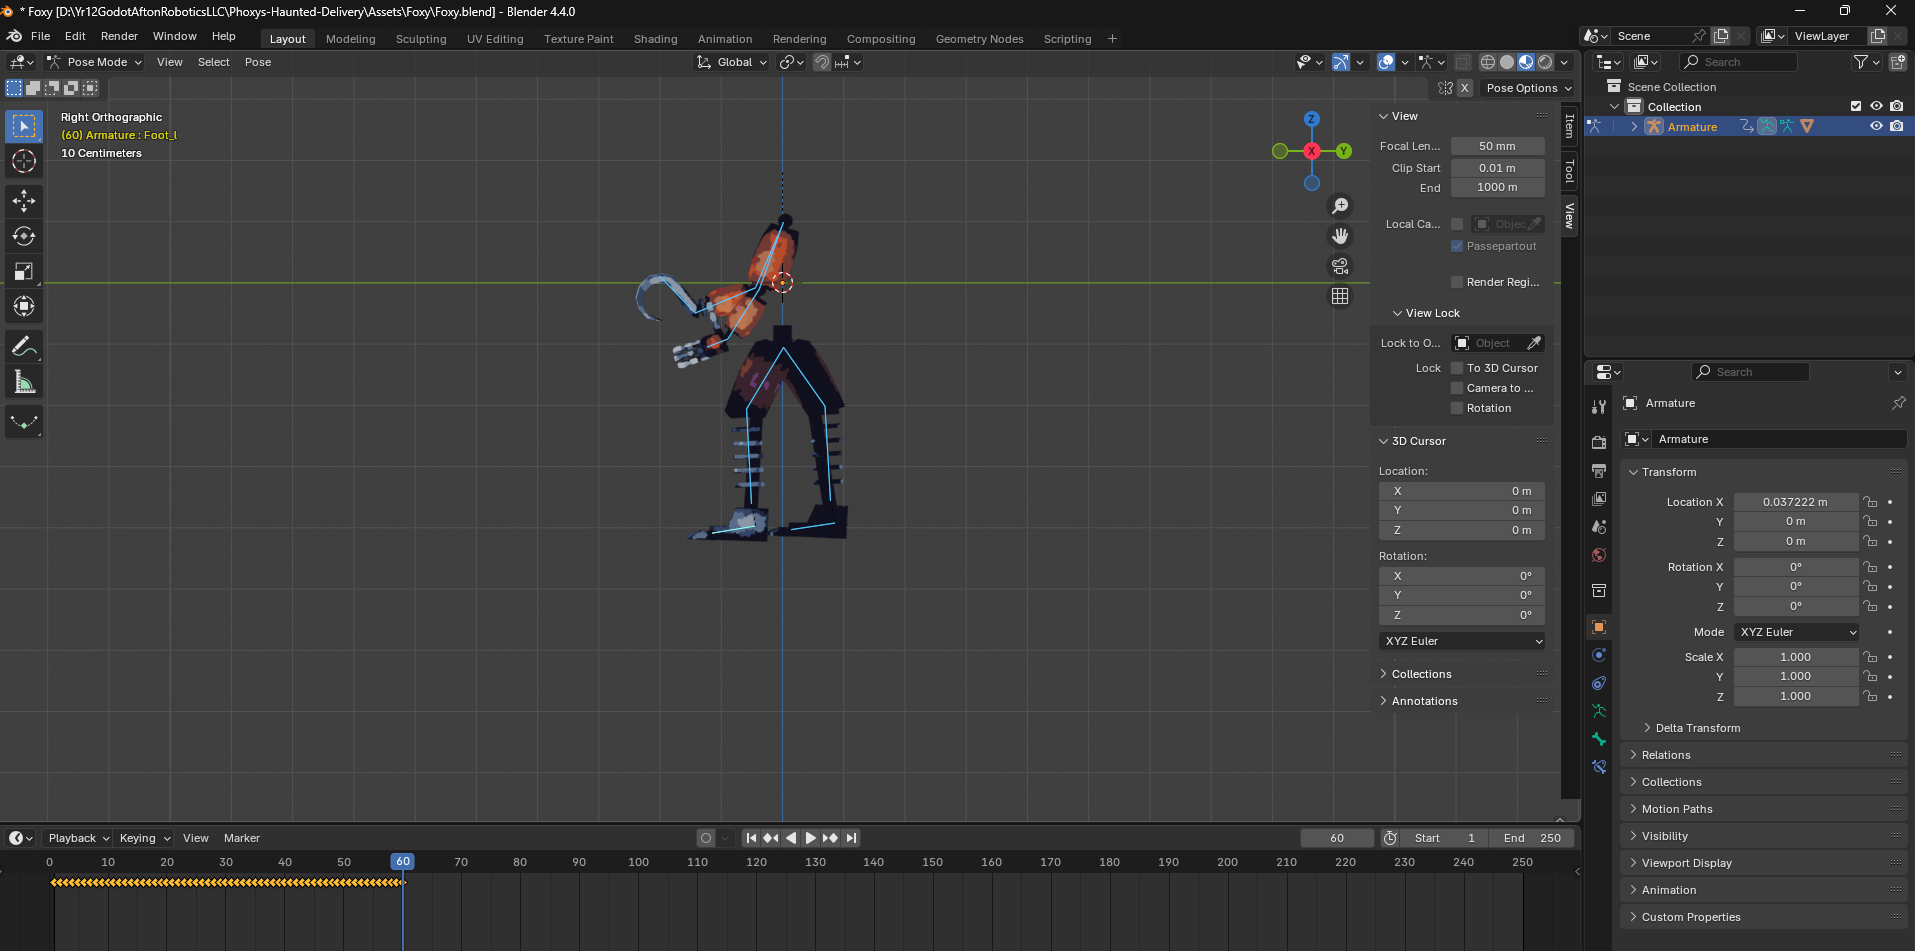 * Foxy [D:\Yr12GodotAftonRoboticsLLC\Phoxys-Haunted-Delivery\Assets\Foxy\Foxy.blend] - Blender 4.4.0
File Edit Render Window Help Layout Modeling Sculpting UV Editing Texture Paint Shading Animation Rendering Compositing Geometry Nodes Scripting + Scene ViewLayer
Pose Mode View Select Pose Global Search
X Pose Options Scene Collection
Collection
Armature
Right Orthographic
(60) Armature : Foot_l
10 Centimeters
Z
X
Y
View
Focal Len... 50 mm
Clip Start 0.01 m
End 1000 m
Local Ca... Objec
Passepartout
Render Regi...
View Lock
Lock to O... Object
Lock To 3D Cursor
Camera to ...
Rotation
3D Cursor
Location:
X 0 m
Y 0 m
Z 0 m
Rotation:
X 0°
Y 0°
Z 0°
XYZ Euler
Collections
Annotations
Item
Tool
View
Search
Armature
Armature
Transform
Location X 0.037222 m
Y 0 m
Z 0 m
Rotation X 0°
Y 0°
Z 0°
Mode XYZ Euler
Scale X 1.000
Y 1.000
Z 1.000
Delta Transform
Relations
Collections
Motion Paths
Visibility
Viewport Display
Animation
Custom Properties
Playback Keying View Marker 60 Start 1 End 250
0 10 20 30 40 50 60 70 80 90 100 110 120 130 140 150 160 170 180 190 200 210 220 230 240 250